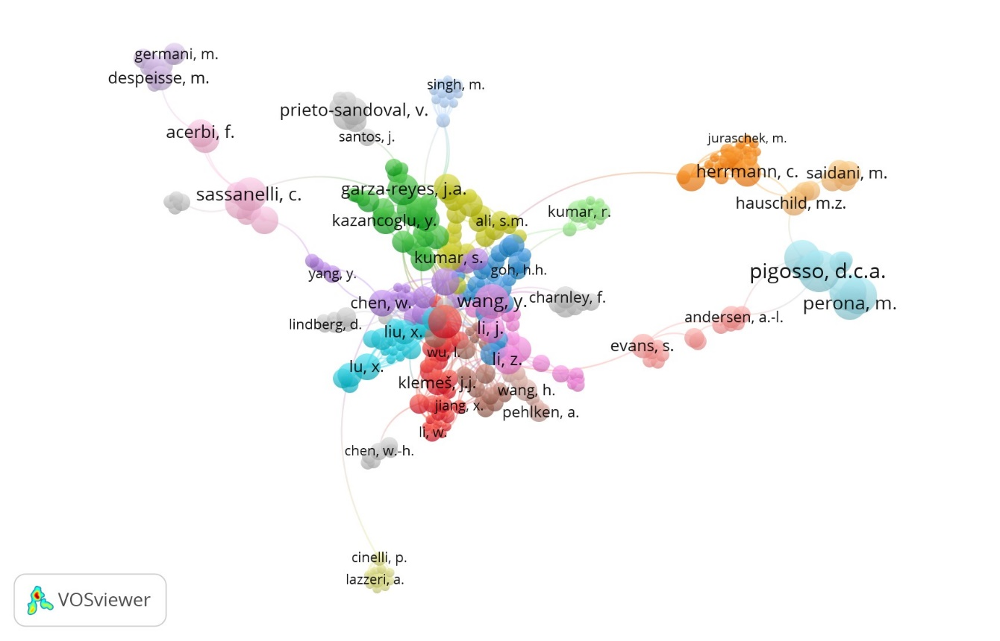 germani, m.
despeisse, m.
singh, m.
prieto-sandoval, v.
acerbi, f.
santos, j.
juraschek, m.
herrmann, c.
saidani, m.
garza-reyes, j.a.
sassanelli, c.
hauschild, m.z.
kumar, r.
kazancoglu, y.
ali, s.m.
kumar, s.
goh, h.h.
yang, y.
pigosso, d.c.a.
chen, w.
wang, y.
charnley, f.
perona, m.
andersen, a.-l.
lindberg, d.
liu, x.
li, j.
evans, s.
wu, l.
li, z.
lu, x.
klemeš, j.j.
wang, h.
jiang, x.
pehlken, a.
li, w.
chen, w.-h.
cinelli, p.
lazzeri, a.
VOSviewer